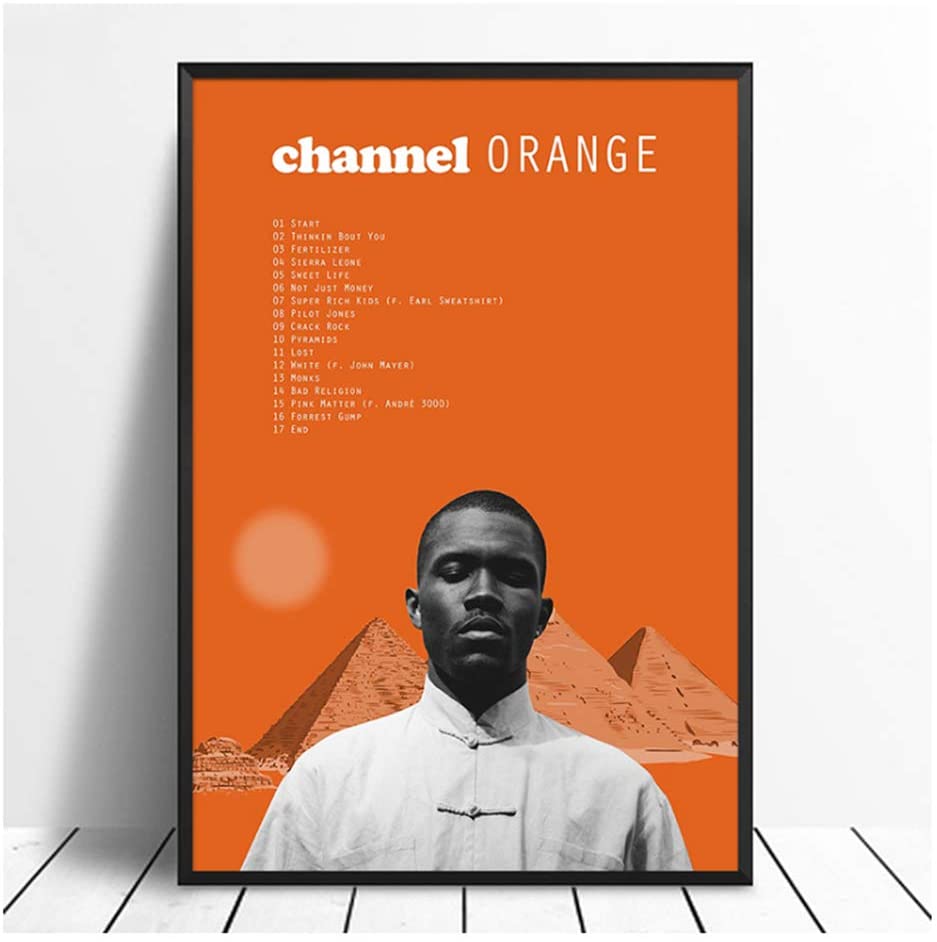 channel ORANGE
01 START
02 THINKIN BOUT YOU
03 FERTILIZER
04 SIERRA LEONE
05 SWEET LIFE
06 NOT JUST MONEY
07 SUPER RICH KIDS (F. EARL SWEATSHIRT)
08 PILOT JONES
09 CRACK ROCK
10 PYRAMIDS
11 LOST
12 WHITE (F. JOHN MAYER)
13 MONKS
14 BAD RELIGION
15 PINK MATTER (F. ANDRÉ 3000)
16 FORREST GUMP
17 END